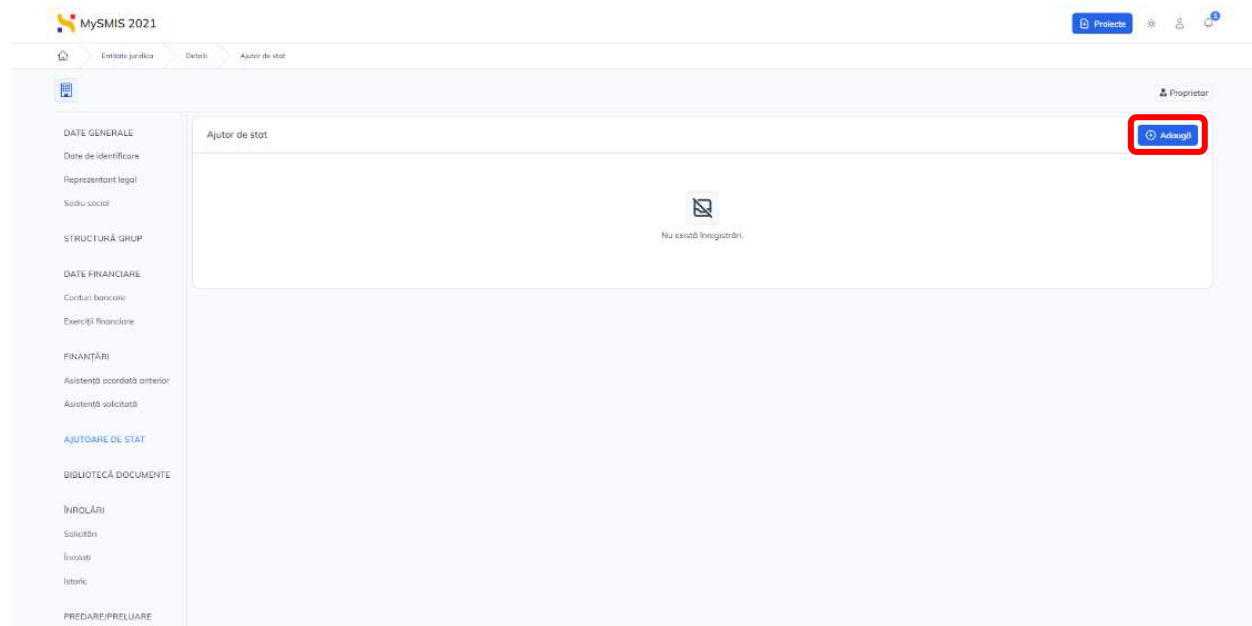 MySMIS 2021
Proiecte
1
Entitate juridica Detalii Ajutor de stat
Proprietar
DATE GENERALE
Date de identificare
Reprezentant legal
Sediu social
STRUCTURĂ GRUP
DATE FINANCIARE
Conturi bancare
Exerciții financiare
FINANȚĂRI
Asistență acordată anterior
Asistență solicitată
AJUTOARE DE STAT
BIBLIOTECĂ DOCUMENTE
ÎNROLĂRI
Solicitări
Înrolați
Istoric
PREDARE/PRELUARE
Ajutor de stat
Adaugă
Nu există înregistrări.